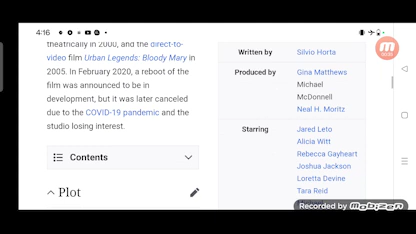 4:16
theatrically in 2000, and the direct-to-
video film Urban Legends: Bloody Mary in
2005. In February 2020, a reboot of the
film was announced to be in
development, but it was later canceled
due to the COVID-19 pandemic and the
studio losing interest.
Contents
Plot
Written by Silvio Horta
Produced by Gina Matthews
Michael
McDonnell
Neal H. Moritz
Starring Jared Leto
Alicia Witt
Rebecca Gayheart
Joshua Jackson
Loretta Devine
Tara Reid
Recorded by Mobizen